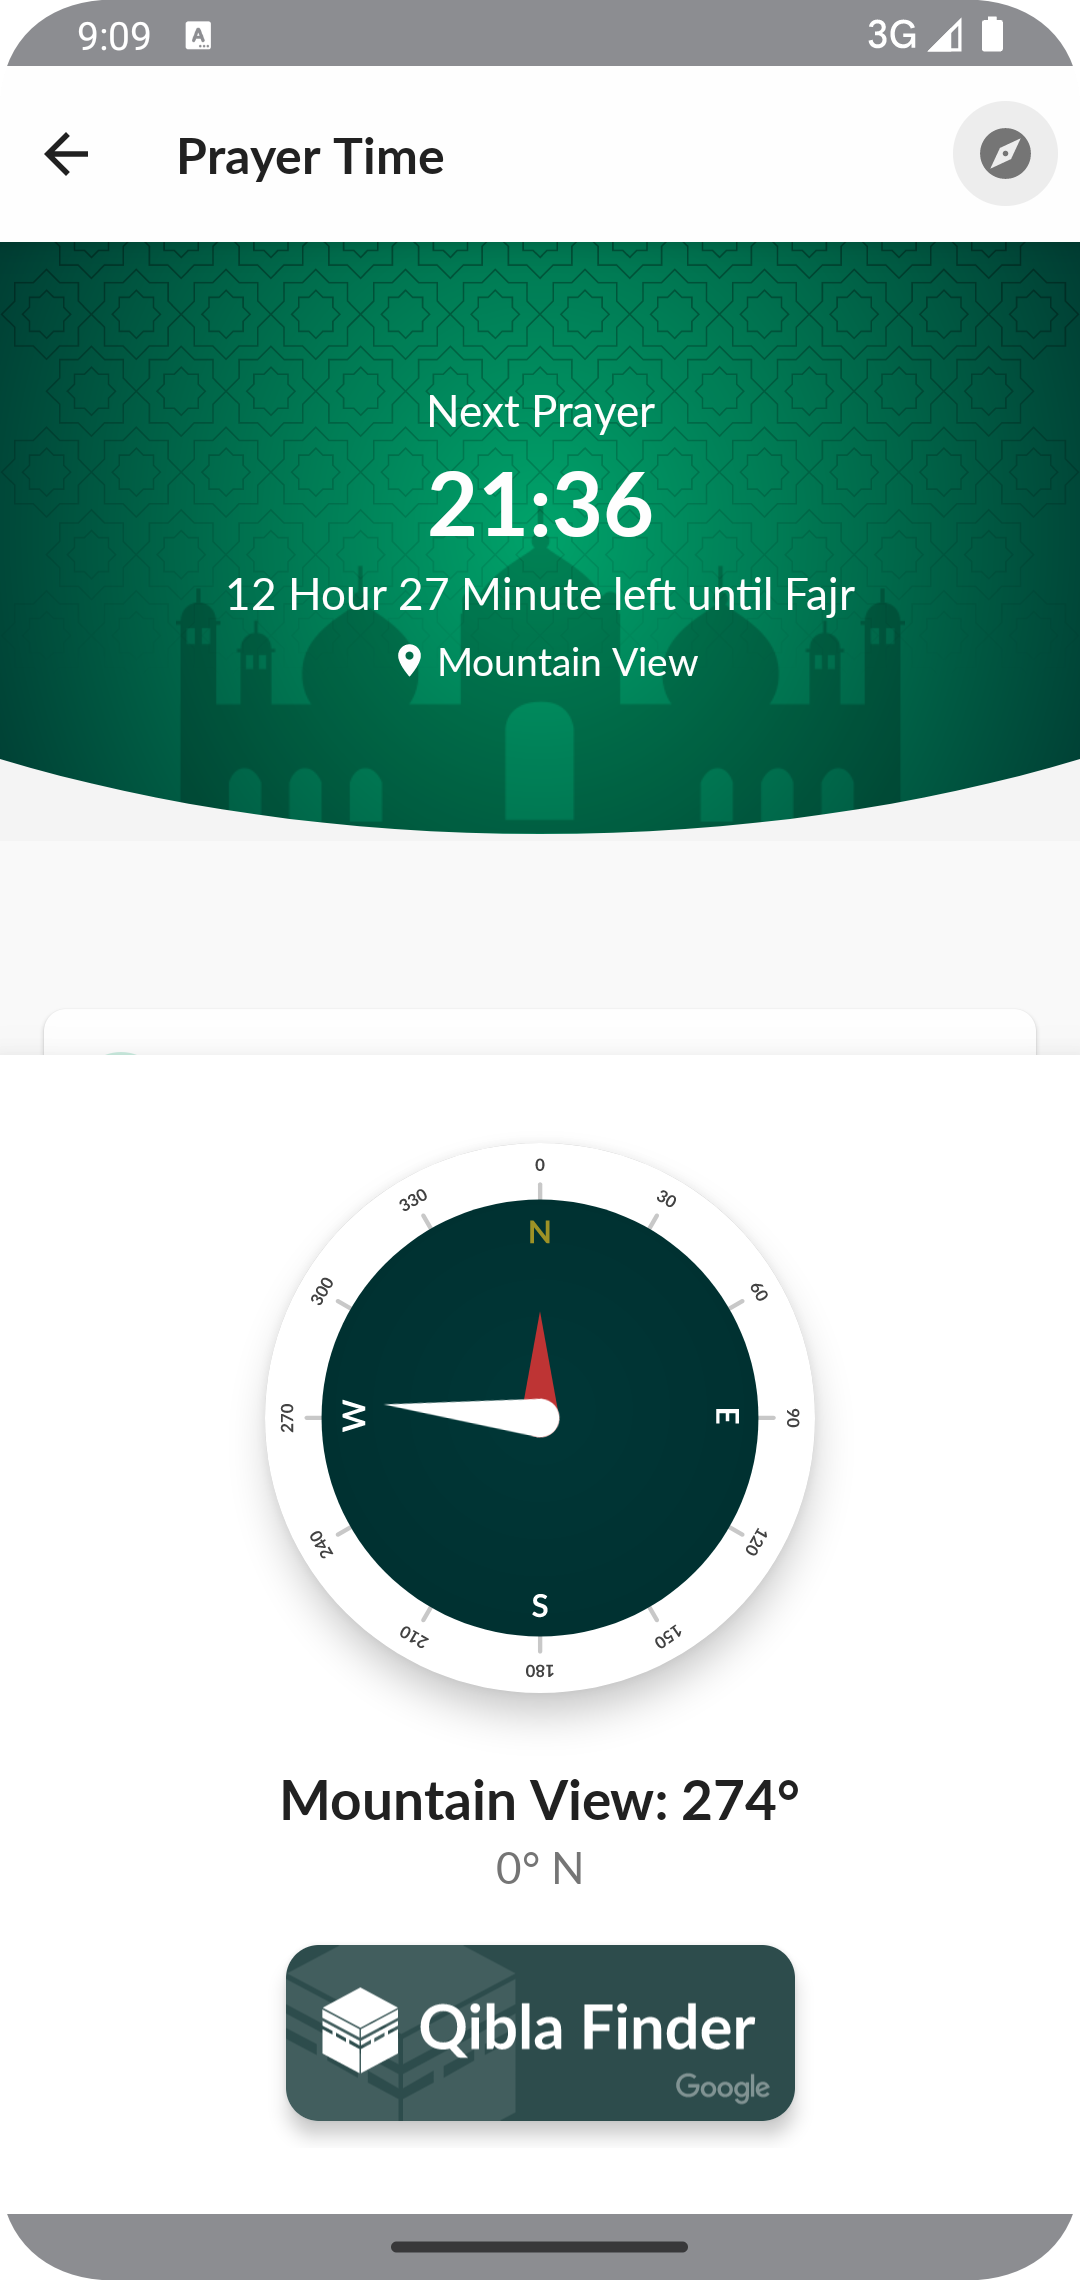 9:09 A 3G
Prayer Time
Next Prayer
21:36
12 Hour 27 Minute left until Fajr
Mountain View
0
330 30
N
300 60
270 W E 90
240 120
S
210 150
180
Mountain View: 274°
0° N
Qibla Finder
Google